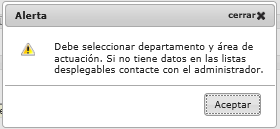 Alerta cerrar✖
Debe seleccionar departamento y área de
actuación. Si no tiene datos en las listas
desplegables contacte con el administrador.
Aceptar